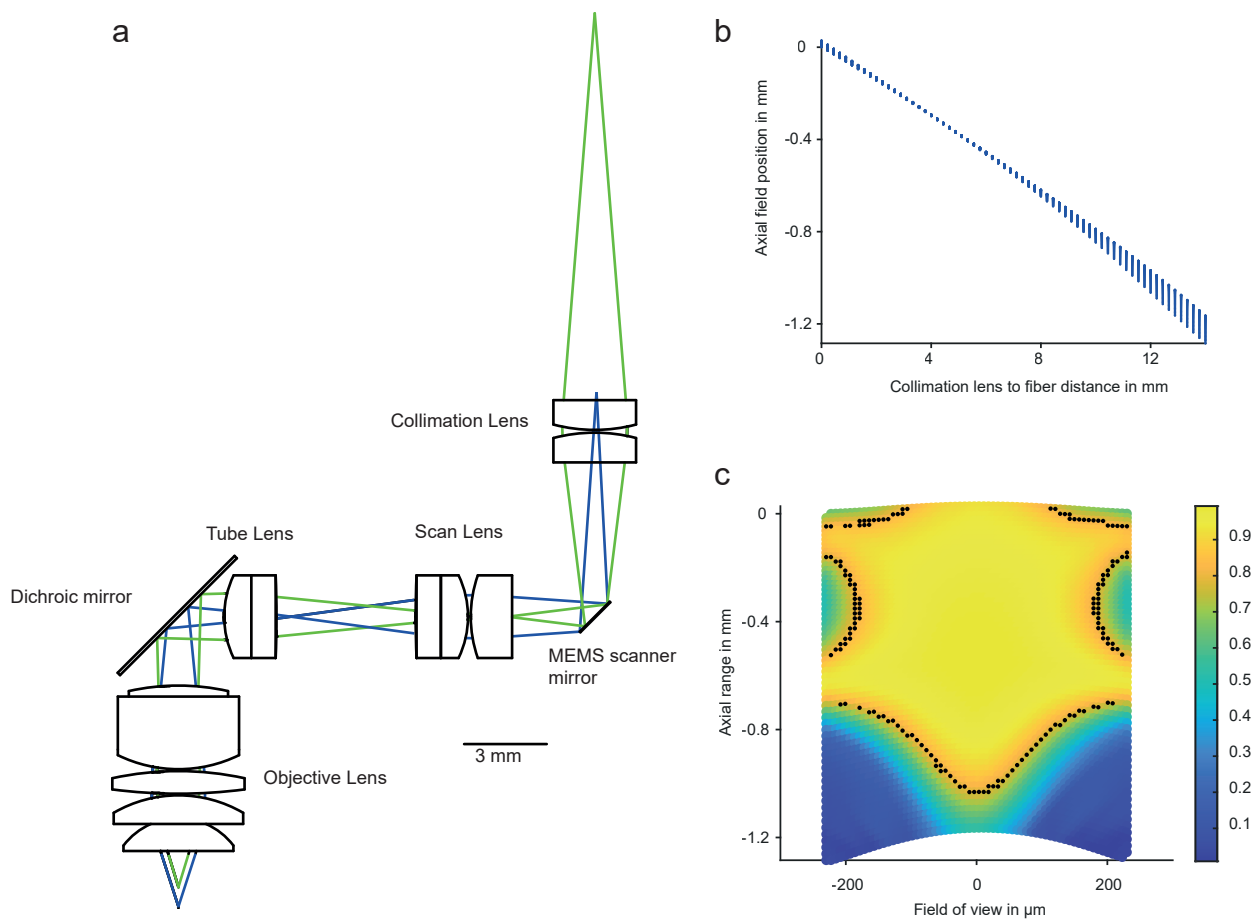 a
Collimation Lens
Tube Lens
Scan Lens
Dichroic mirror
MEMS scanner
mirror
3 mm
Objective Lens
b
Axial field position in mm
0
-0.4
-0.8
-1.2
0
4
8
12
Collimation lens to fiber distance in mm
c
Axial range in mm
0
-0.4
-0.8
-1.2
-200
0
200
Field of view in µm
0.9
0.8
0.7
0.6
0.5
0.4
0.3
0.2
0.1